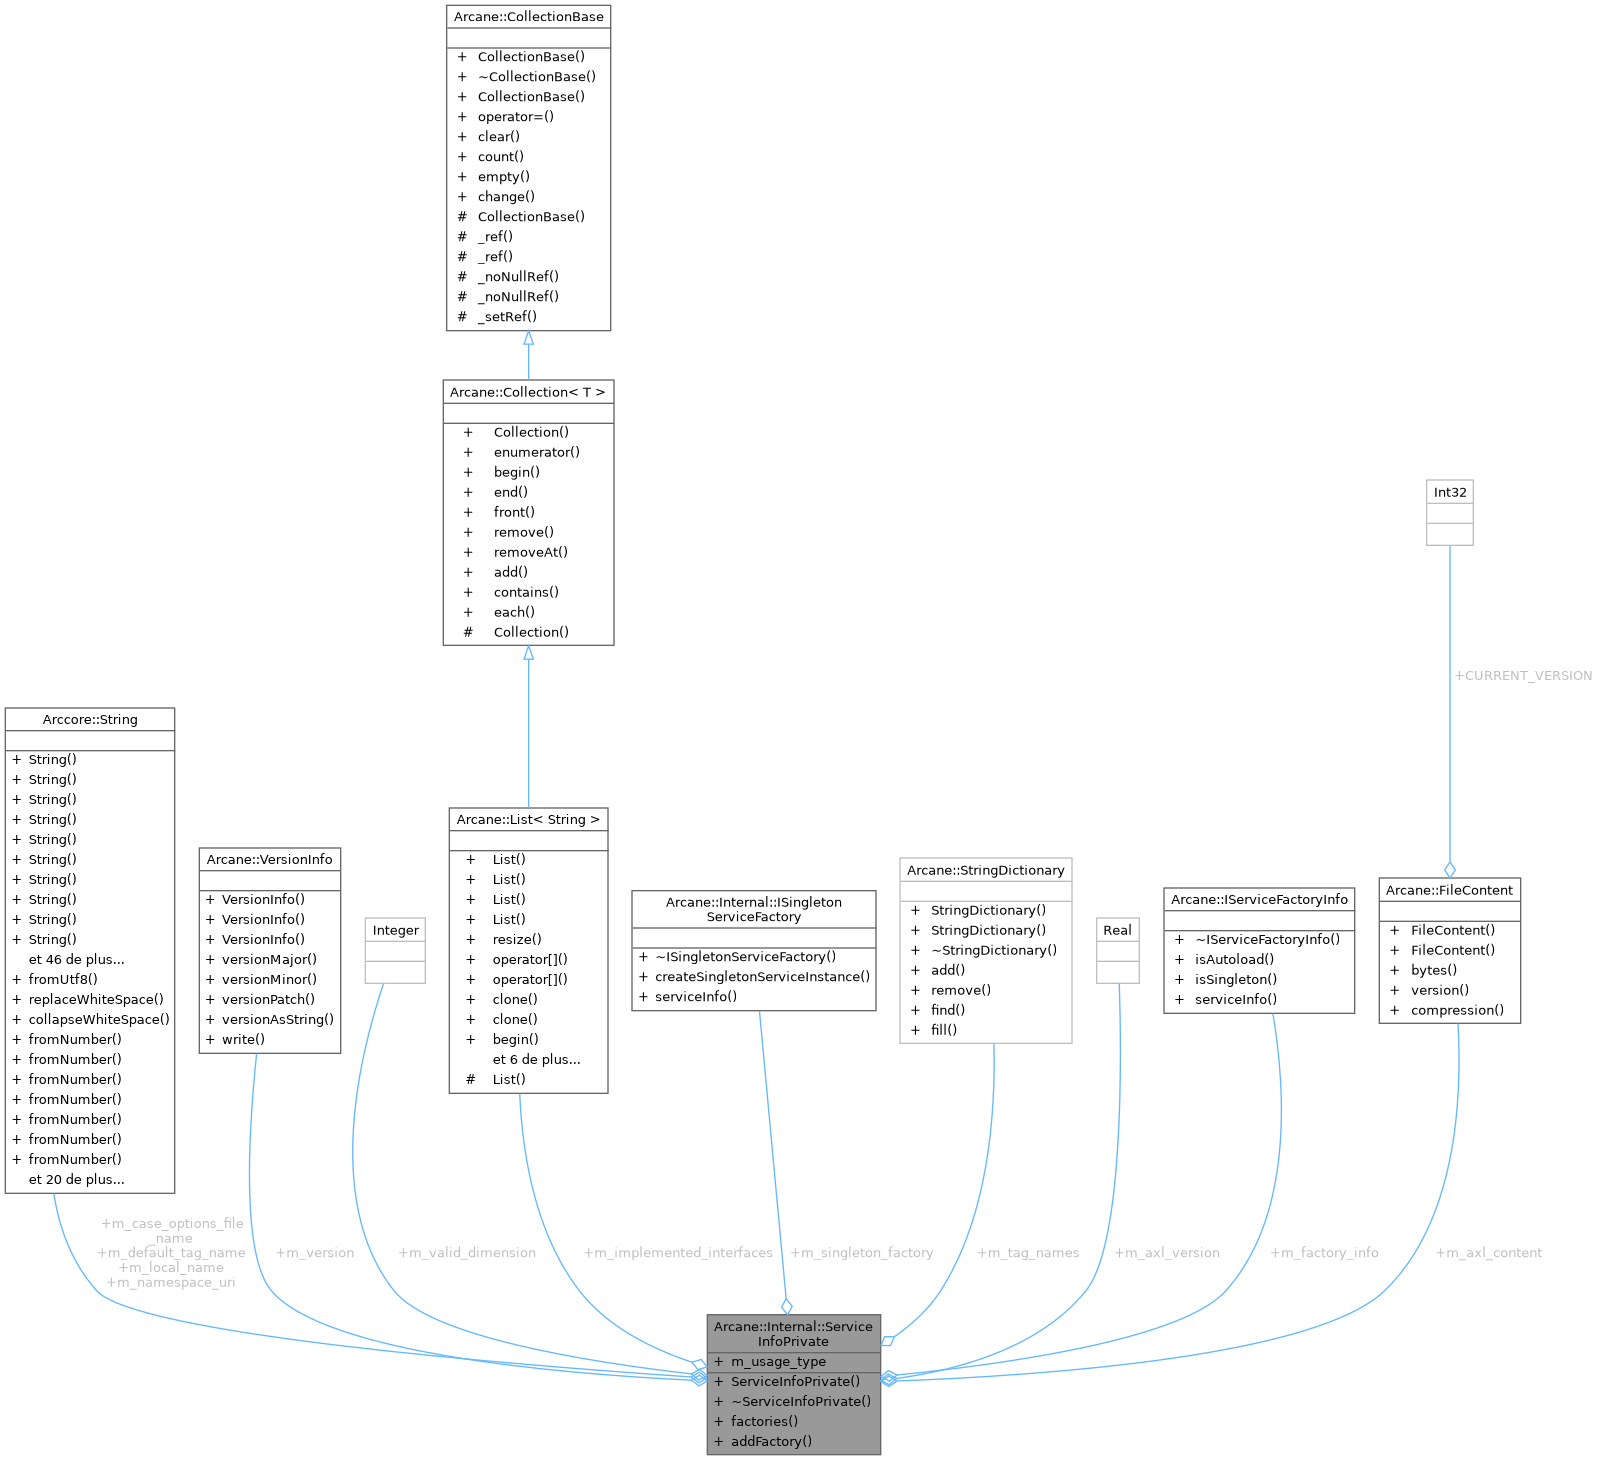 Arcane::CollectionBase
+ CollectionBase()
+ ~CollectionBase()
+ CollectionBase()
+ operator=()
+ clear()
+ count()
+ empty()
+ change()
# CollectionBase()
# _ref()
# _ref()
# _noNullRef()
# _noNullRef()
# _setRef()
Arcane::Collection< T >
+ Collection()
+ enumerator()
+ begin()
+ end()
+ front()
+ remove()
+ removeAt()
+ add()
+ contains()
+ each()
# Collection()
Int32
+CURRENT_VERSION
Arccore::String
+ String()
+ String()
+ String()
+ String()
+ String()
+ String()
+ String()
+ String()
+ String()
+ String()
et 46 de plus...
+ fromUtf8()
+ replaceWhiteSpace()
+ collapseWhiteSpace()
+ fromNumber()
+ fromNumber()
+ fromNumber()
+ fromNumber()
+ fromNumber()
+ fromNumber()
+ fromNumber()
et 20 de plus...
Arcane::VersionInfo
+ VersionInfo()
+ VersionInfo()
+ VersionInfo()
+ versionMajor()
+ versionMinor()
+ versionPatch()
+ versionAsString()
+ write()
Integer
Arcane::List< String >
+ List()
+ List()
+ List()
+ List()
+ resize()
+ operator[]()
+ operator[]()
+ clone()
+ clone()
+ begin()
et 6 de plus...
# List()
Arcane::Internal::ISingleton
ServiceFactory
+ ~ISingletonServiceFactory()
+ createSingletonServiceInstance()
+ serviceInfo()
Arcane::StringDictionary
+ StringDictionary()
+ StringDictionary()
+ ~StringDictionary()
+ add()
+ remove()
+ find()
+ fill()
Real
Arcane::IServiceFactoryInfo
+ ~IServiceFactoryInfo()
+ isAutoload()
+ isSingleton()
+ serviceInfo()
Arcane::FileContent
+ FileContent()
+ FileContent()
+ bytes()
+ version()
+ compression()
+m_case_options_file
_name
+m_default_tag_name
+m_local_name
+m_namespace_uri
+m_version
+m_valid_dimension
+m_implemented_interfaces
+m_singleton_factory
+m_tag_names
+m_axl_version
+m_factory_info
+m_axl_content
Arcane::Internal::Service
InfoPrivate
+ m_usage_type
+ ServiceInfoPrivate()
+ ~ServiceInfoPrivate()
+ factories()
+ addFactory()